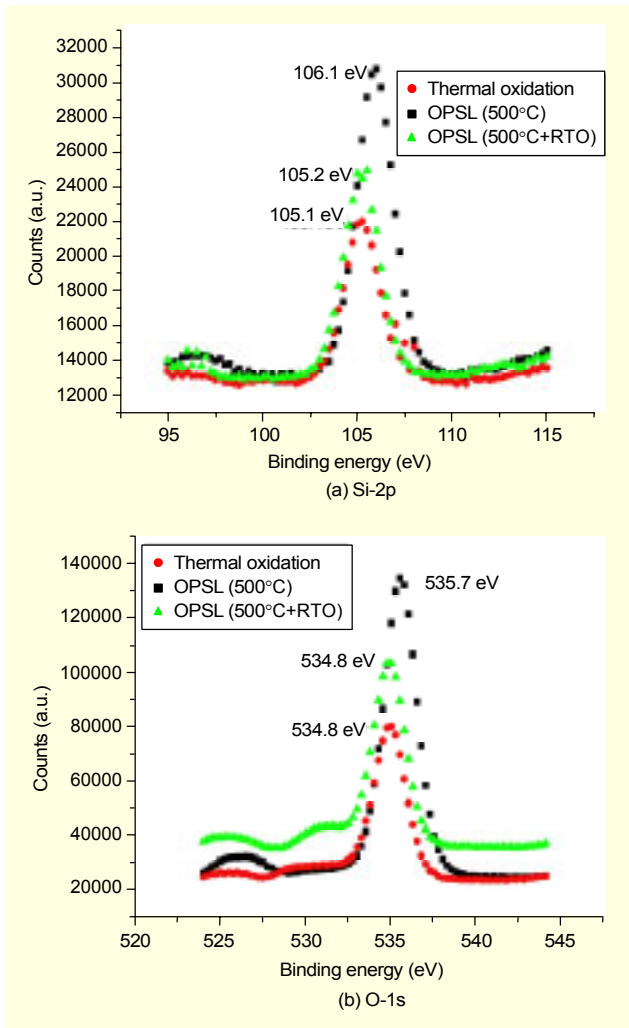 32000
30000
28000
26000
24000
22000
20000
18000
16000
14000
12000
Counts (a.u.)
106.1 eV
105.2 eV
105.1 eV
Thermal oxidation
OPSL (500°C)
OPSL (500°C+RTO)
95 100 105 110 115
Binding energy (eV)
(a) Si-2p
140000
120000
100000
80000
60000
40000
20000
Counts (a.u.)
Thermal oxidation
OPSL (500°C)
OPSL (500°C+RTO)
535.7 eV
534.8 eV
534.8 eV
520 525 530 535 540 545
Binding energy (eV)
(b) O-1s